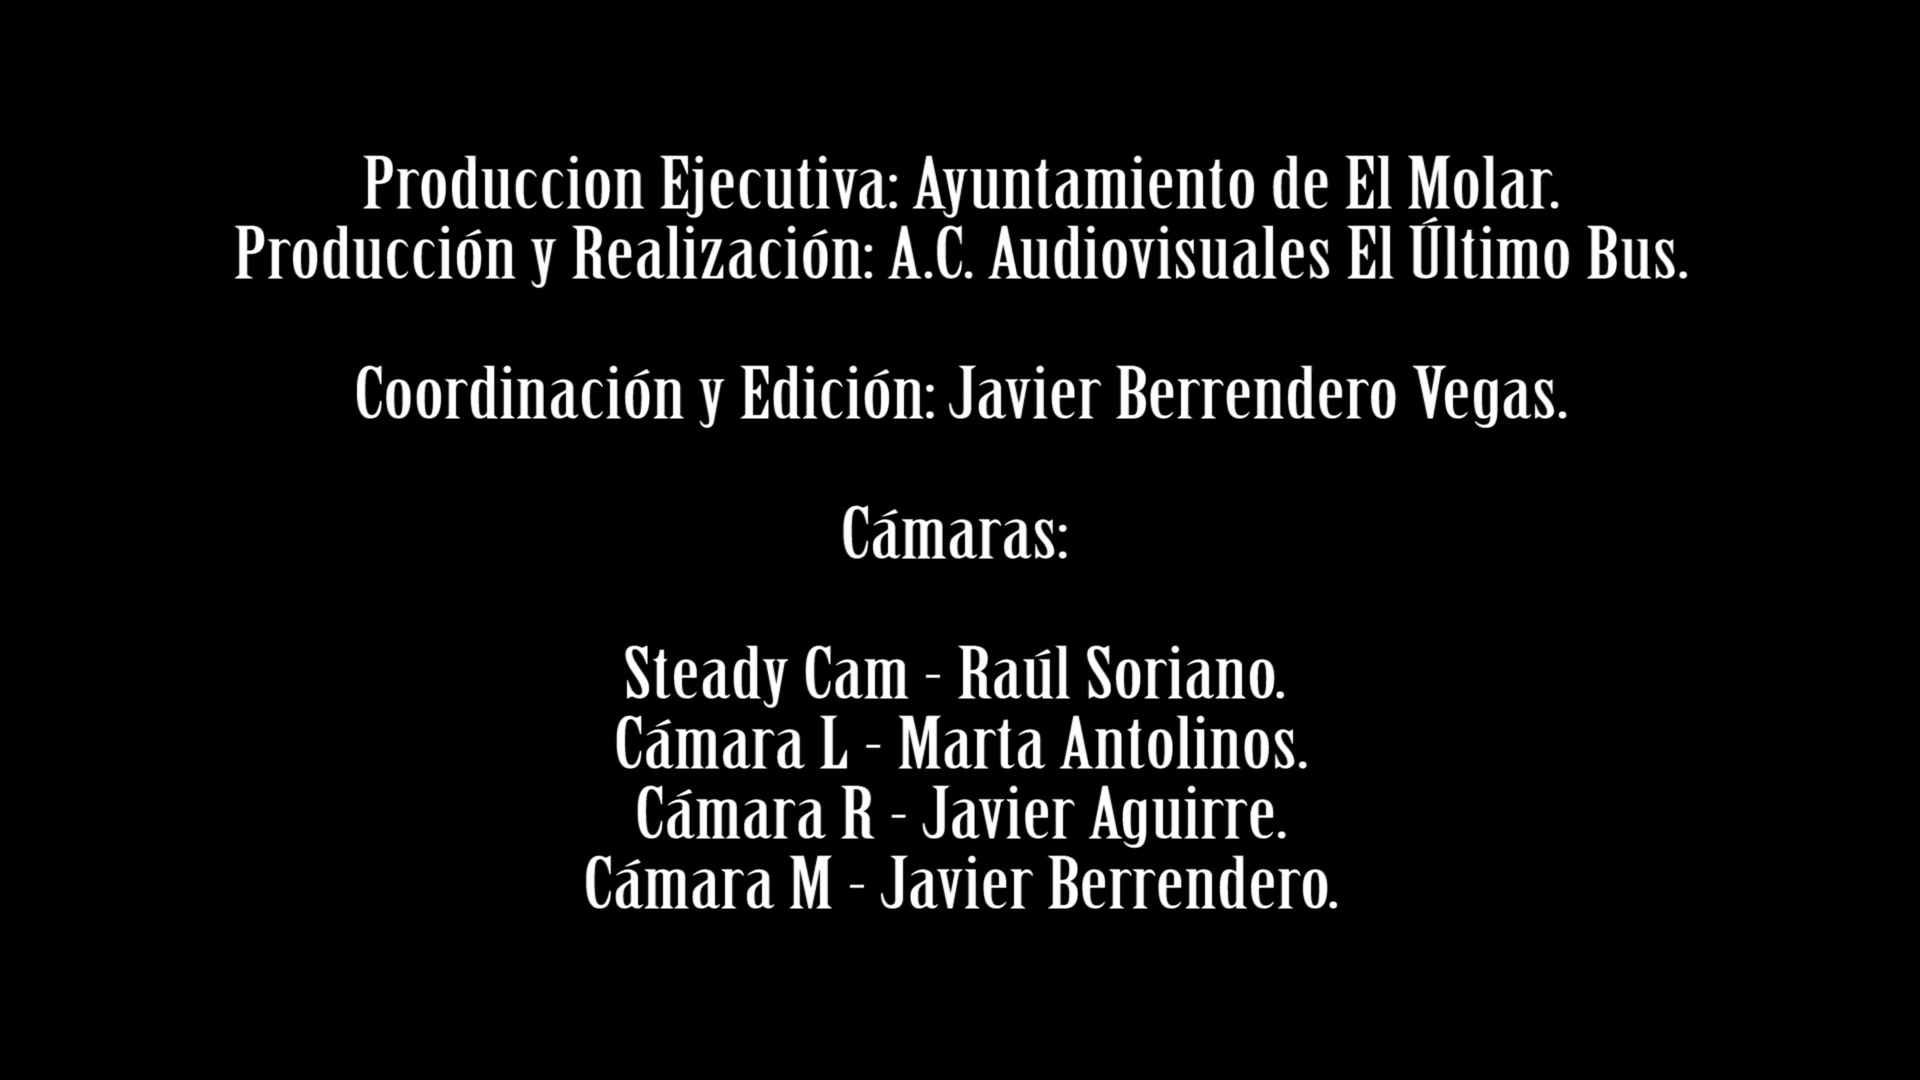 Produccion Ejecutiva: Ayuntamiento de El Molar.
Producción y Realización: A.C. Audiovisuales El Último Bus.
Coordinación y Edición: Javier Berrendero Vegas.
Cámaras:
Steady Cam - Raúl Soriano.
Cámara L - Marta Antolinos.
Cámara R - Javier Aguirre.
Cámara M - Javier Berrendero.